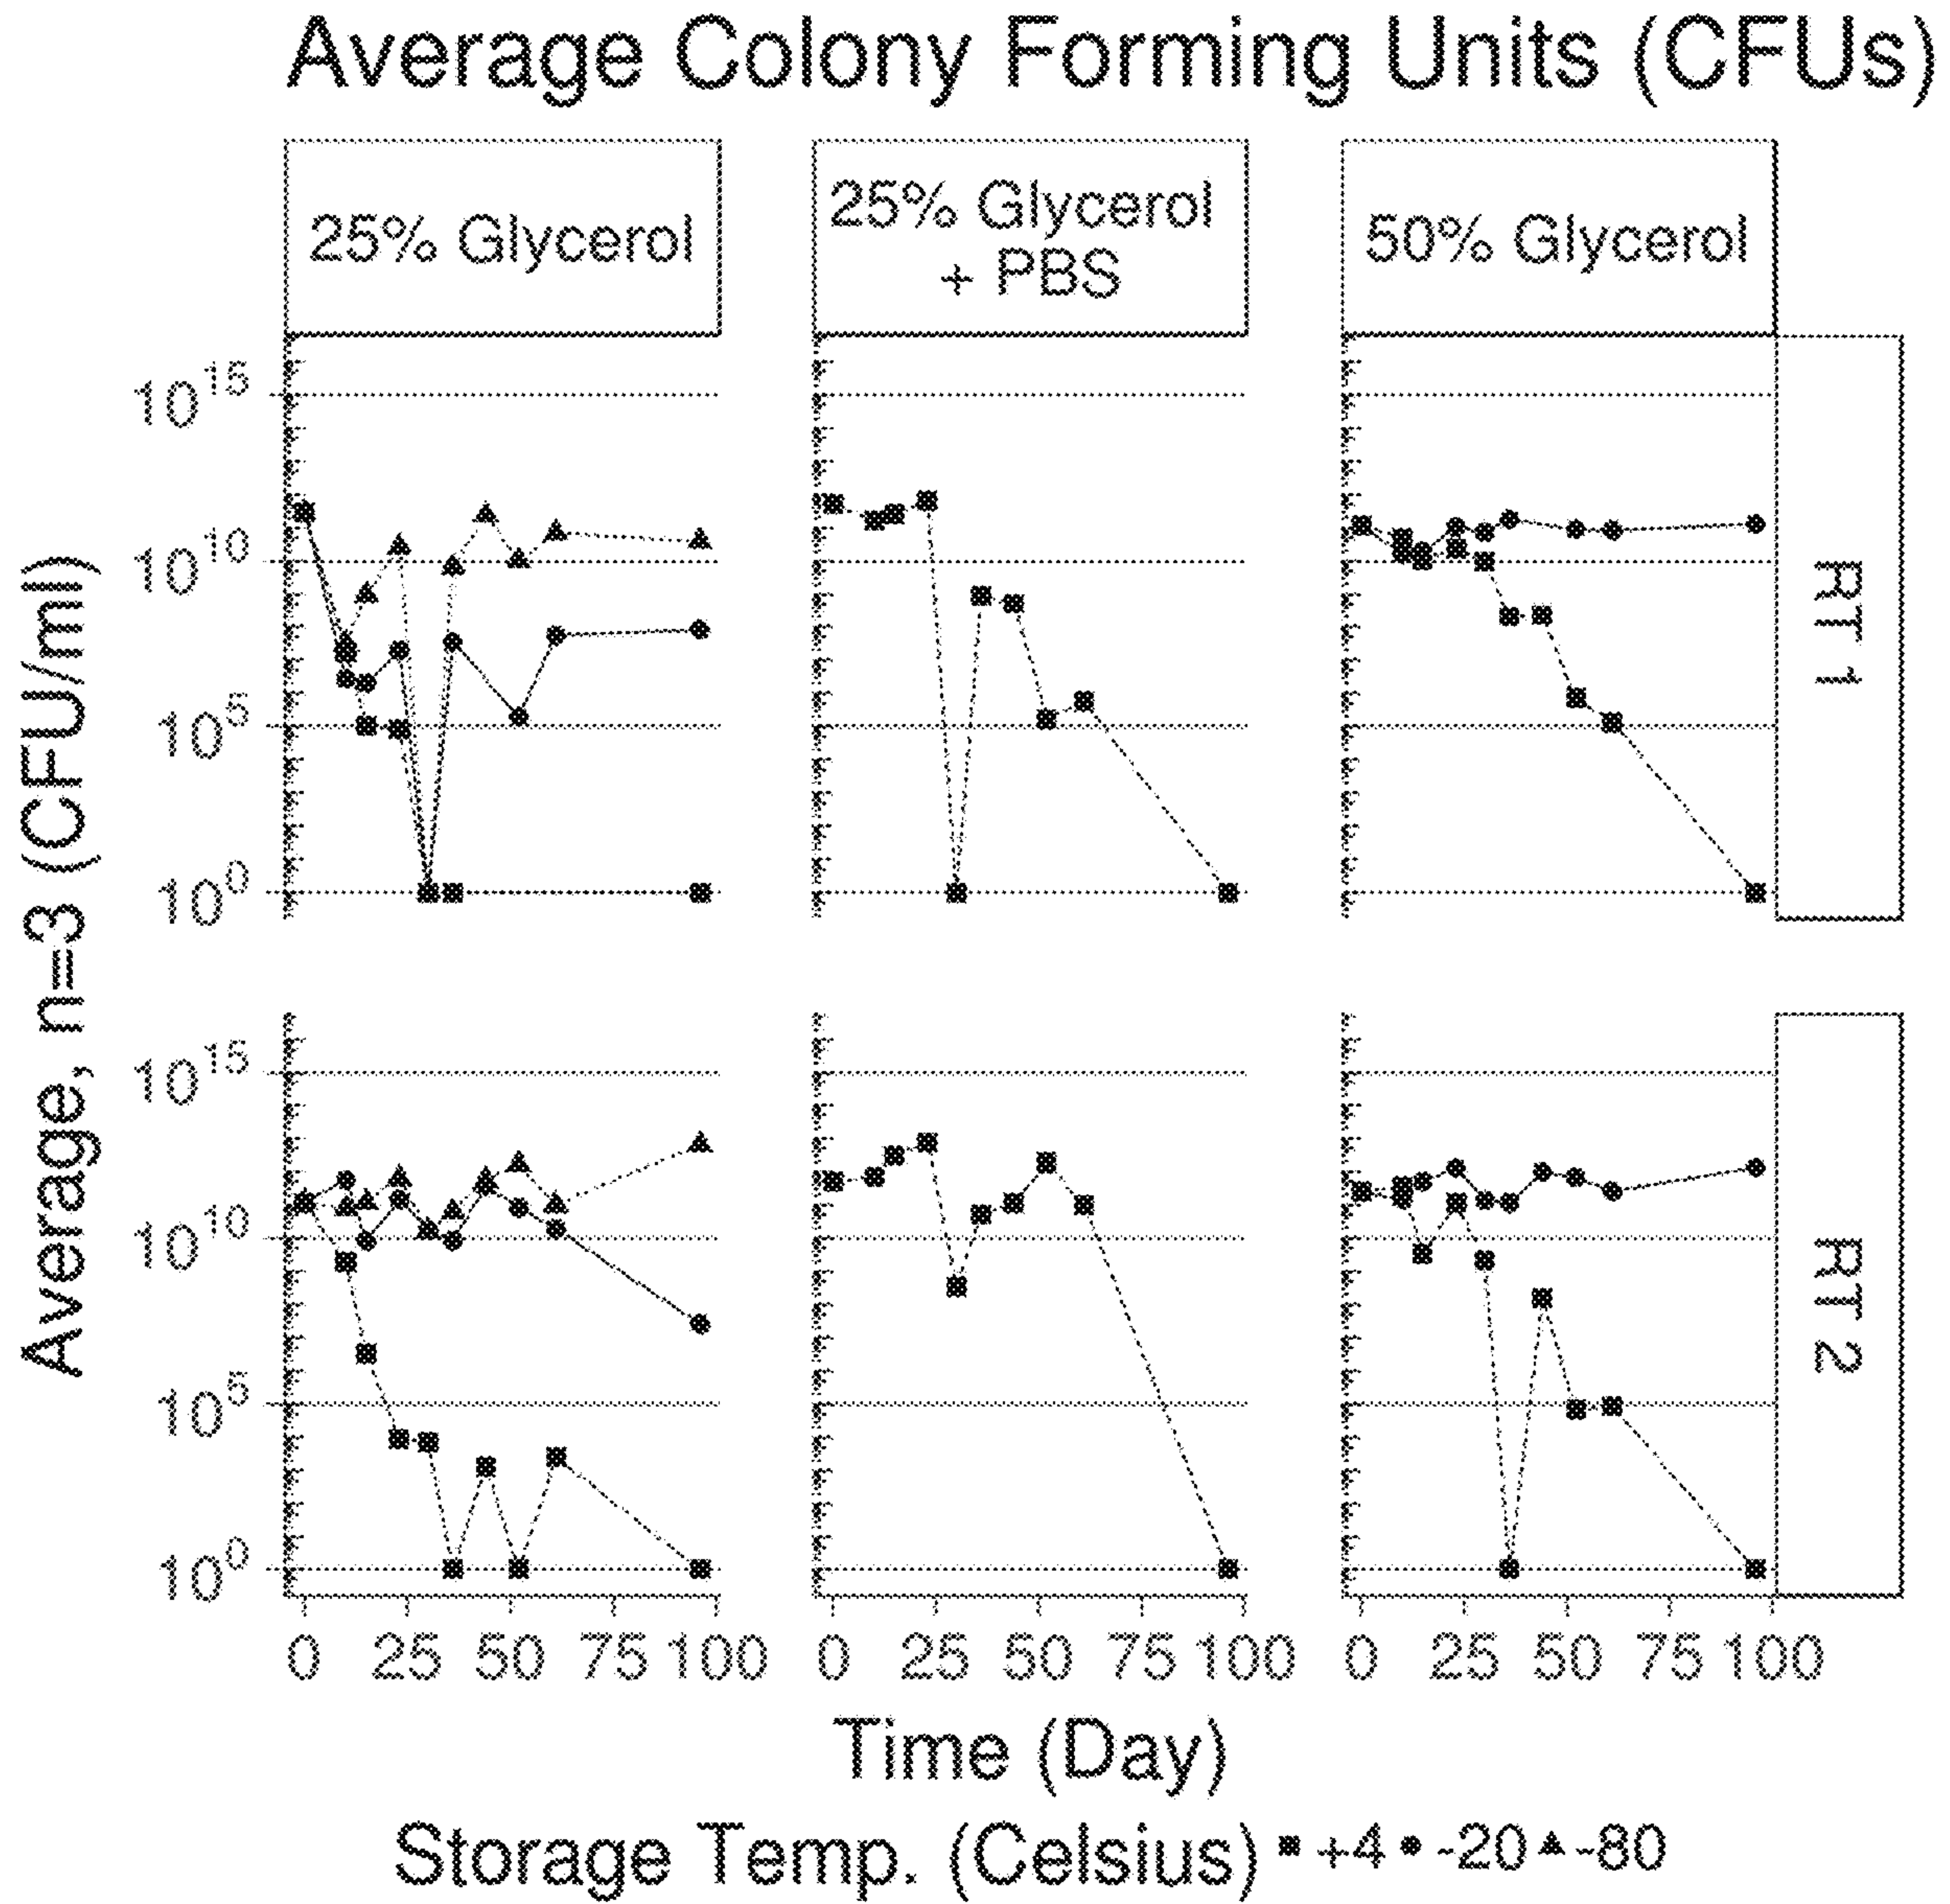 Average Colony Forming Units (CFUs)
25% Glycerol
25% Glycerol
+ PBS
50% Glycerol
Average, n=3 (CFU/ml)
10^15
10^10
10^5
10^0
RT 1
10^15
10^10
10^5
10^0
RT 2
0 25 50 75 100
0 25 50 75 100
0 25 50 75 100
Time (Day)
Storage Temp. (Celsius) +4 -20 -80